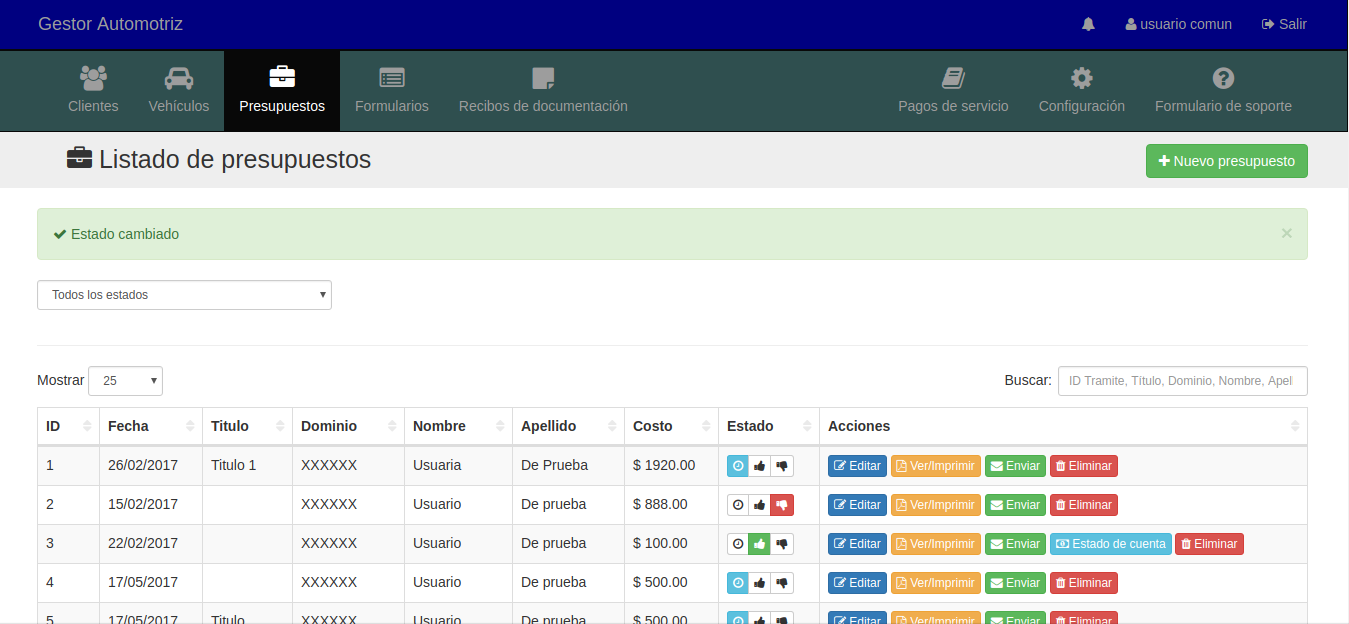 Gestor Automotriz usuario comun Salir
Clientes Vehículos Presupuestos Formularios Recibos de documentación Pagos de servicio Configuración Formulario de soporte
Listado de presupuestos Nuevo presupuesto
Estado cambiado ×
Todos los estados
Mostrar 25 Buscar: ID Tramite, Título, Dominio, Nombre, Apel
ID Fecha Titulo Dominio Nombre Apellido Costo Estado Acciones
1 26/02/2017 Titulo 1 XXXXXX Usuaria De Prueba $ 1920.00 Editar Ver/Imprimir Enviar Eliminar
2 15/02/2017 XXXXXX Usuario De prueba $ 888.00 Editar Ver/Imprimir Enviar Eliminar
3 22/02/2017 XXXXXX Usuario De prueba $ 100.00 Editar Ver/Imprimir Enviar Estado de cuenta Eliminar
4 17/05/2017 XXXXXX Usuario De prueba $ 500.00 Editar Ver/Imprimir Enviar Eliminar
5 17/05/2017 Titulo XXXXXX Usuario De prueba $ 500.00 Editar Ver/Imprimir Enviar Eliminar